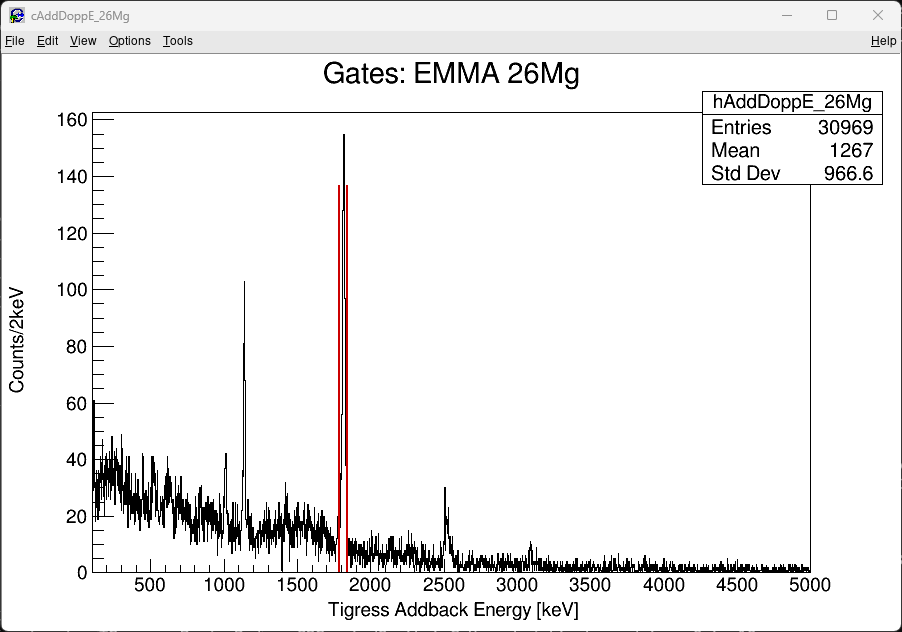 cAddDoppE_26Mg
File Edit View Options Tools Help
Gates: EMMA 26Mg
hAddDoppE_26Mg
Entries 30969
Mean 1267
Std Dev 966.6
160
140
120
100
80
60
40
20
0
Counts/2keV
500 1000 1500 2000 2500 3000 3500 4000 4500 5000
Tigress Addback Energy [keV]